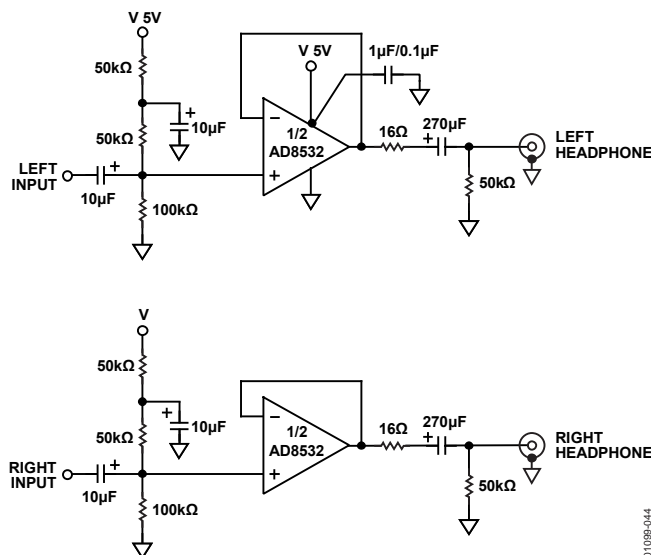 V 5V
50kΩ
+
10µF
50kΩ
LEFT
INPUT
+
10µF
100kΩ
V 5V
1µF/0.1µF
−
1/2
AD8532
+
16Ω
270µF
+
50kΩ
LEFT
HEADPHONE
V
50kΩ
+
10µF
50kΩ
RIGHT
INPUT
+
10µF
100kΩ
−
1/2
AD8532
+
16Ω
270µF
+
50kΩ
RIGHT
HEADPHONE
01099-044